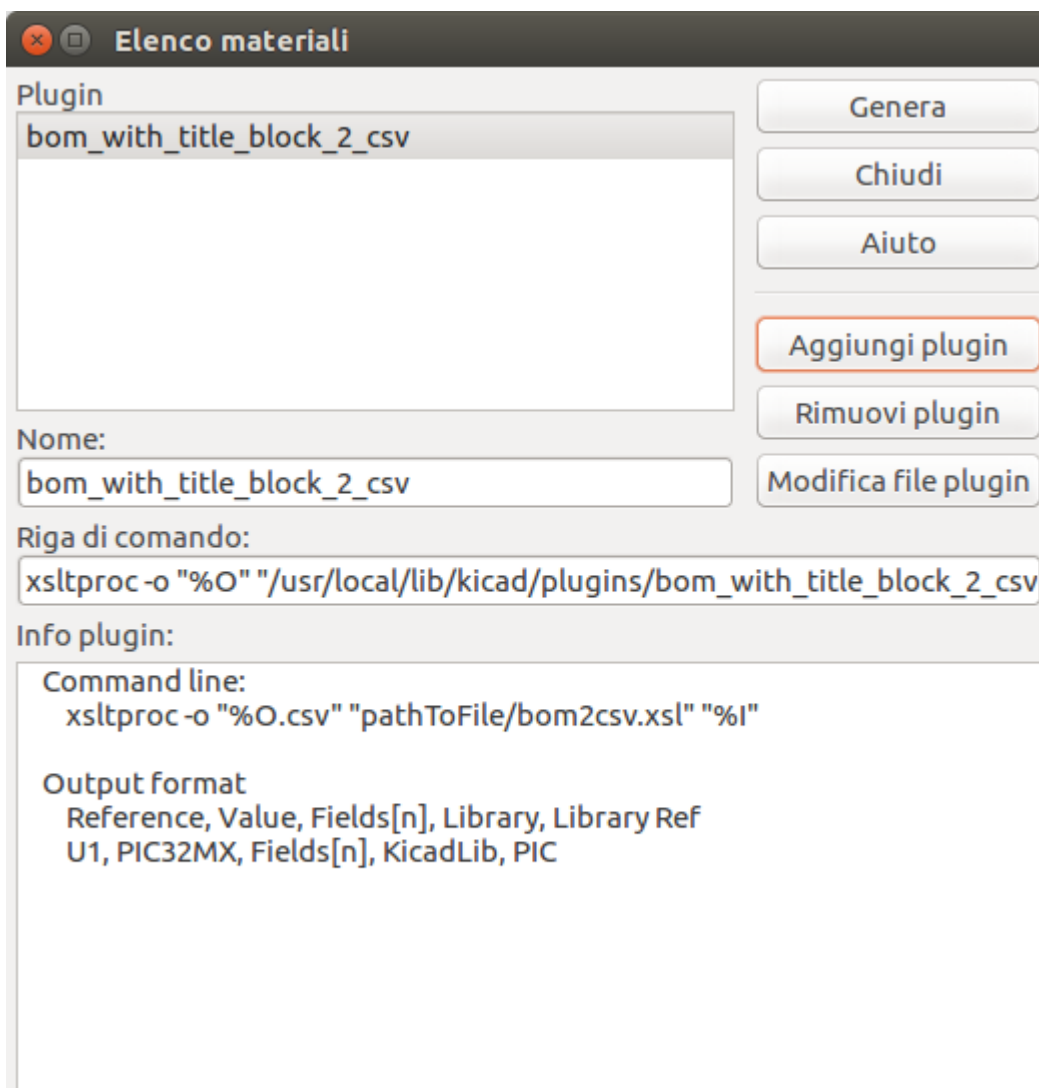 Elenco materiali
Plugin
bom_with_title_block_2_csv
Genera
Chiudi
Aiuto
Aggiungi plugin
Rimuovi plugin
Modifica file plugin
Nome:
bom_with_title_block_2_csv
Riga di comando:
xsltproc -o "%O" "/usr/local/lib/kicad/plugins/bom_with_title_block_2_csv
Info plugin:
Command line:
xsltproc -o "%O.csv" "pathToFile/bom2csv.xsl" "%I"
Output format
Reference, Value, Fields[n], Library, Library Ref
U1, PIC32MX, Fields[n], KicadLib, PIC